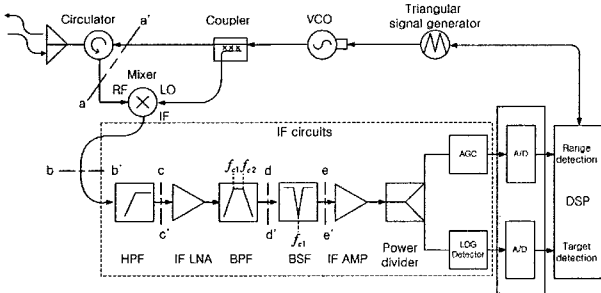 Circulator
a'
Coupler
VCO
Triangular
signal generator
Mixer
RF
LO
a
IF
IF circuits
b
b'
c
fc1
fc2
d
e
AGC
A/D
Range
detection
DSP
c'
d'
fc1
e'
Power
divider
LOG
Detector
A/D
Target
detection
HPF
IF LNA
BPF
BSF
IF AMP